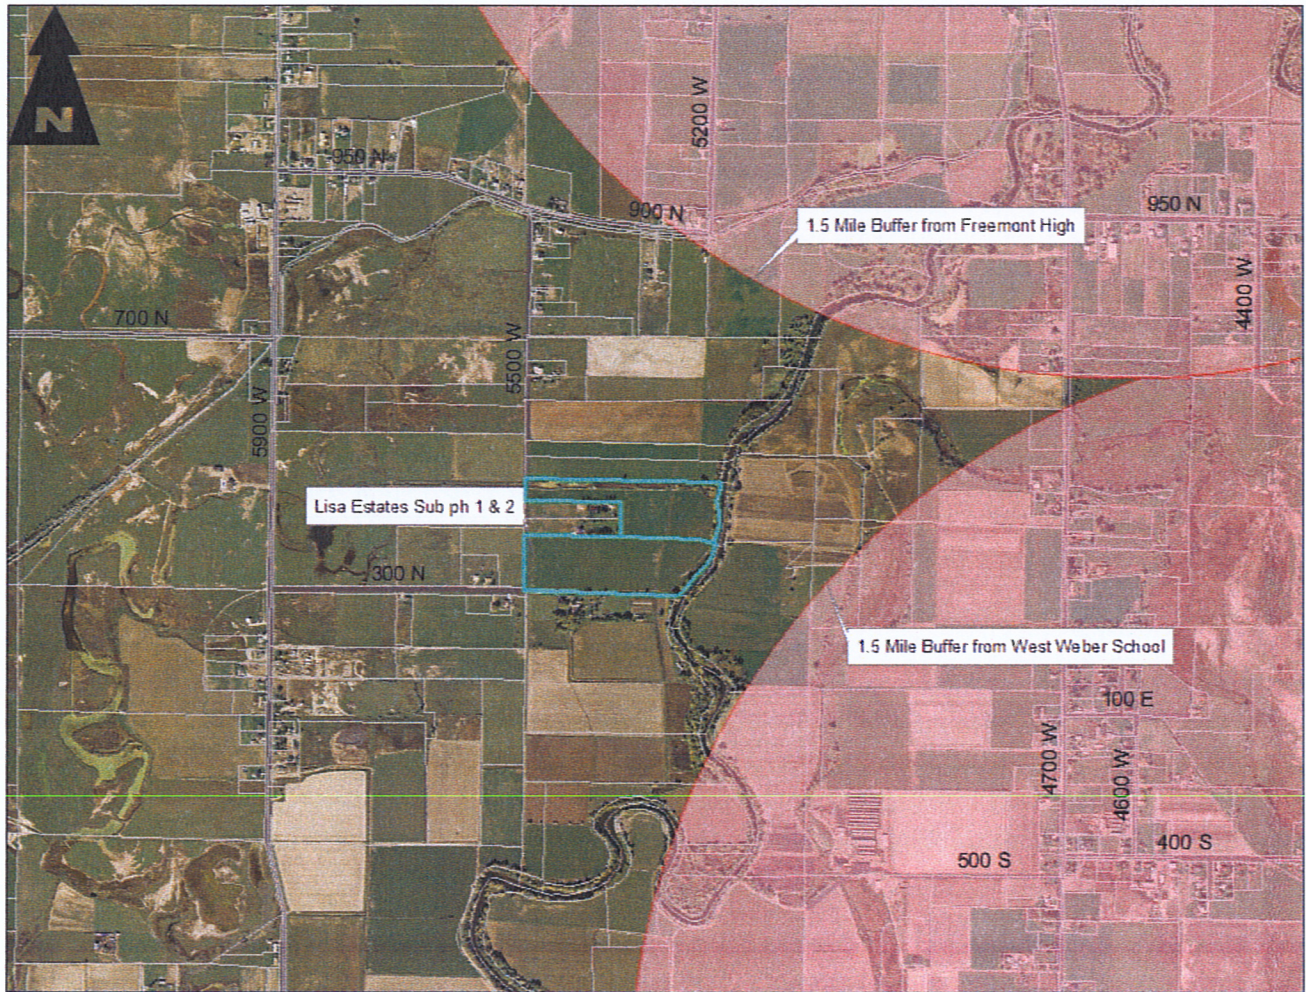 N
5200 W
950 N
900 N
950 N
1.5 Mile Buffer from Freemont High
4400 W
700 N
5500 W
5900 W
Lisa Estates Sub ph 1 & 2
300 N
1.5 Mile Buffer from West Weber School
100 E
4700 W
4600 W
400 S
500 S